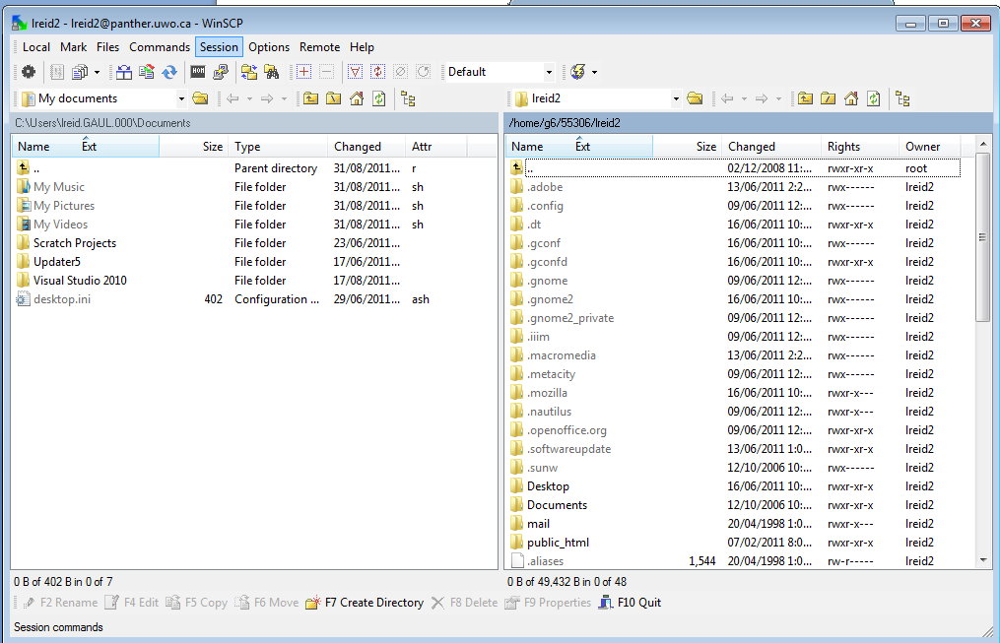 lreid2 - lreid2@panther.uwo.ca - WinSCP
Local Mark Files Commands Session Options Remote Help
Default
My documents
lreid2
C:\Users\lreid.GAUL.000\Documents
/home/g6/55306/lreid2
Name Ext Size Type Changed Attr
.. Parent directory 31/08/2011... r
My Music File folder 31/08/2011... sh
My Pictures File folder 31/08/2011... sh
My Videos File folder 31/08/2011... sh
Scratch Projects File folder 23/06/2011...
Updater5 File folder 17/06/2011...
Visual Studio 2010 File folder 17/08/2011...
desktop.ini 402 Configuration ... 29/06/2011... ash
Name Ext Size Changed Rights Owner
.. 02/12/2008 11:... rwxr-xr-x root
.adobe 13/06/2011 2:2... rwx------ lreid2
.config 09/06/2011 12:... rwx------ lreid2
.dt 16/06/2011 10:... rwxr-xr-x lreid2
.gconf 16/06/2011 10:... rwx------ lreid2
.gconfd 16/06/2011 10:... rwxr-xr-x lreid2
.gnome 09/06/2011 12:... rwx------ lreid2
.gnome2 16/06/2011 10:... rwx------ lreid2
.gnome2_private 09/06/2011 12:... rwx------ lreid2
.iiim 09/06/2011 12:... rwx------ lreid2
.macromedia 13/06/2011 2:2... rwx------ lreid2
.metacity 09/06/2011 12:... rwx------ lreid2
.mozilla 16/06/2011 10:... rwxr-x--- lreid2
.nautilus 09/06/2011 12:... rwxr-xr-x lreid2
.openoffice.org 09/06/2011 12:... rwxr-xr-x lreid2
.softwareupdate 13/06/2011 1:0... rwxr-xr-x lreid2
.sunw 12/10/2006 10:... rwx------ lreid2
Desktop 16/06/2011 10:... rwxr-xr-x lreid2
Documents 12/10/2006 10:... rwxr-xr-x lreid2
mail 20/04/1998 1:0... rwxr-x--- lreid2
public_html 07/02/2011 8:0... rwxr-xr-x lreid2
.aliases 1,544 20/04/1998 1:0... rw-r----- lreid2
0 B of 402 B in 0 of 7
0 B of 49,432 B in 0 of 48
F2 Rename F4 Edit F5 Copy F6 Move F7 Create Directory F8 Delete F9 Properties F10 Quit
Session commands